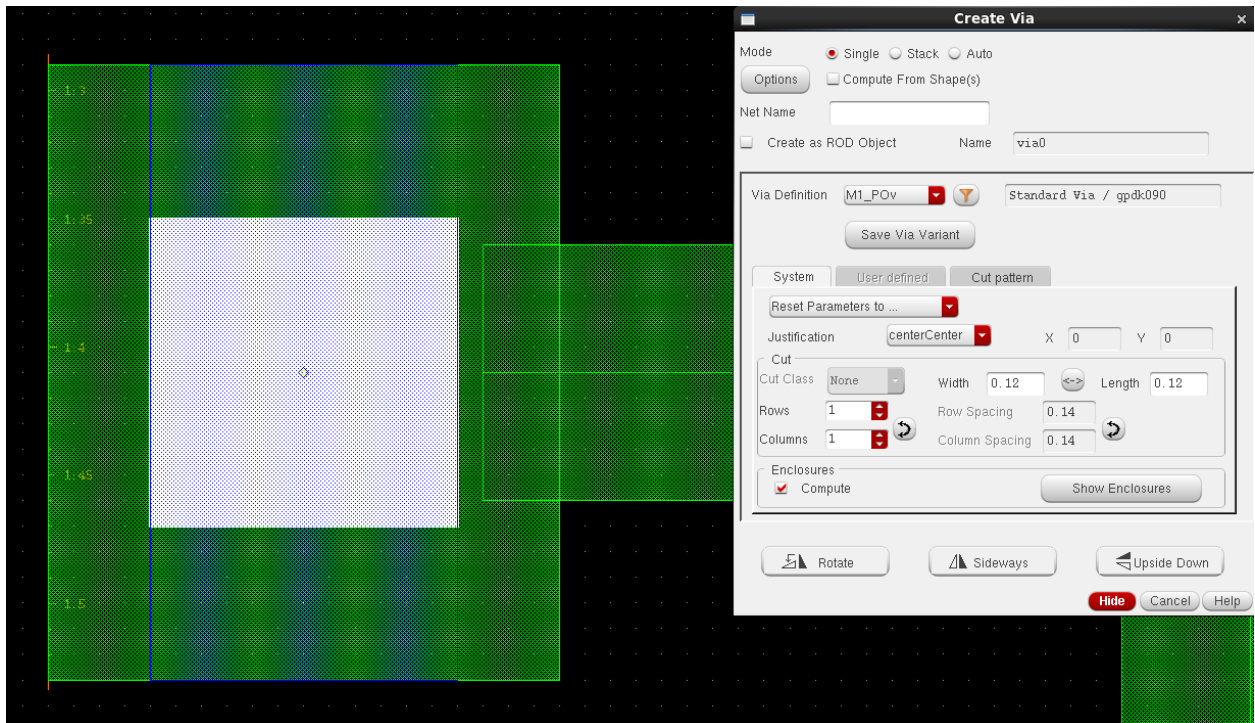 Create Via
Mode Single Stack Auto
Options Compute From Shape(s)
Net Name
Create as ROD Object Name via0
Via Definition M1_POv Standard Via / gpdk090
Save Via Variant
System User defined Cut pattern
Reset Parameters to ...
Justification centerCenter X 0 Y 0
Cut
Cut Class None Width 0.12 <-> Length 0.12
Rows 1 Row Spacing 0.14
Columns 1 Column Spacing 0.14
Enclosures
Compute Show Enclosures
Rotate Sideways Upside Down
Hide Cancel Help
1:3
1:35
1:4
1:45
1:5